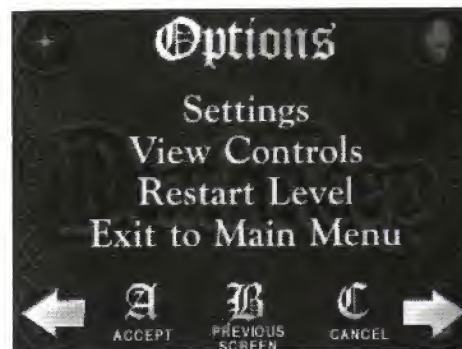 Options
Settings
View Controls
Restart Level
Exit to Main Menu
A B C
ACCEPT PREVIOUS SCREEN CANCEL